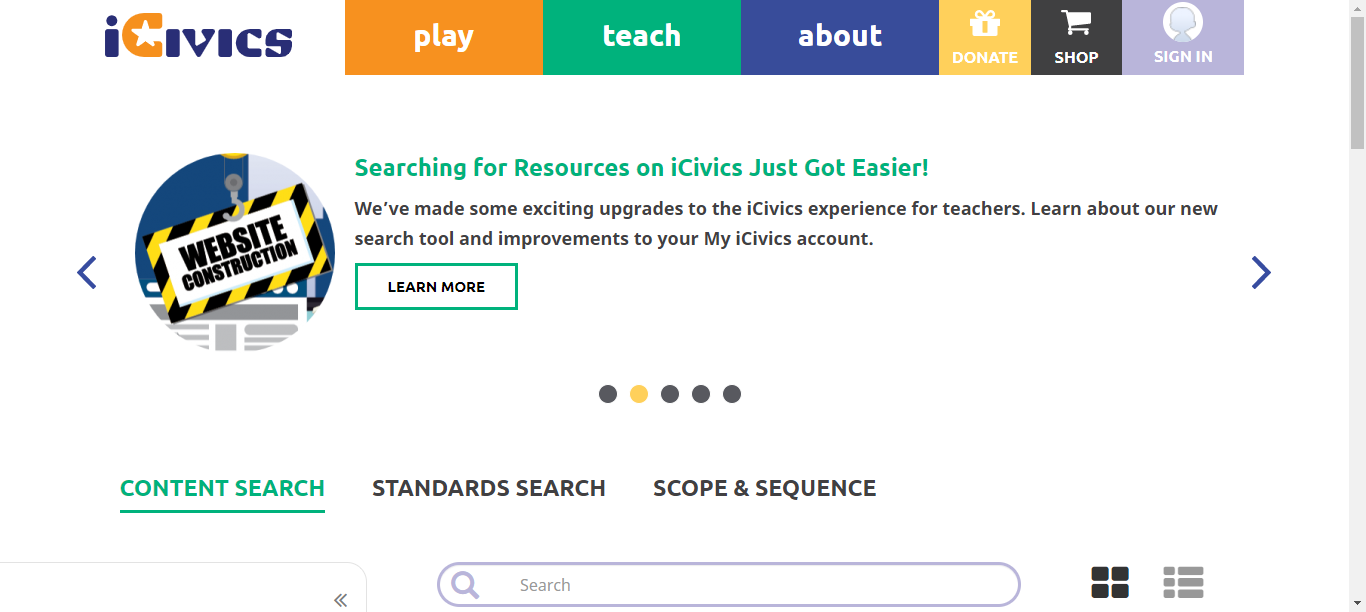 iCivics
play
teach
about
DONATE
SHOP
SIGN IN
WEBSITE
CONSTRUCTION
Searching for Resources on iCivics Just Got Easier!
We’ve made some exciting upgrades to the iCivics experience for teachers. Learn about our new
search tool and improvements to your My iCivics account.
LEARN MORE
CONTENT SEARCH
STANDARDS SEARCH
SCOPE & SEQUENCE
Search